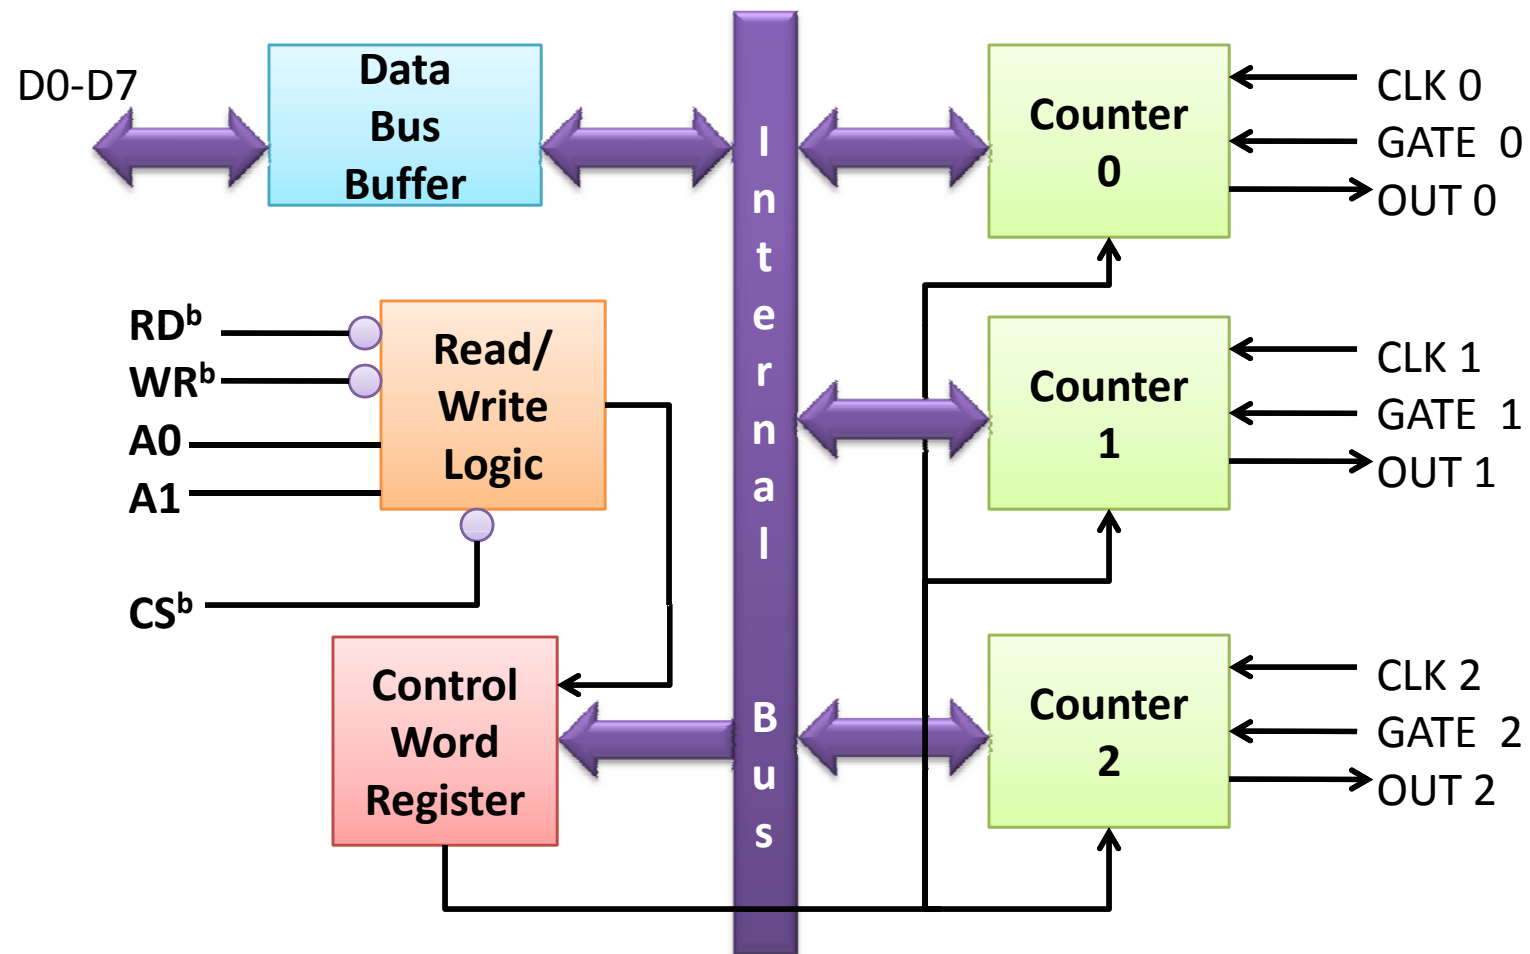 D0-D7
Data
Bus
Buffer
RDᵇ
WRᵇ
A0
A1
CSᵇ
Read/
Write
Logic
Control
Word
Register
Internal
Bus
Counter
0
CLK 0
GATE 0
OUT 0
Counter
1
CLK 1
GATE 1
OUT 1
Counter
2
CLK 2
GATE 2
OUT 2